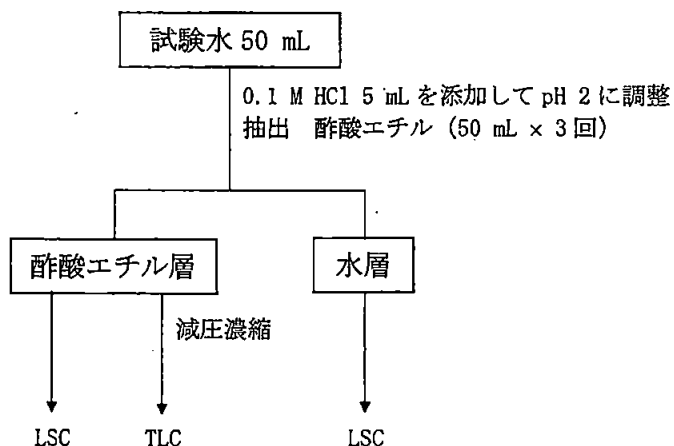 試験水 50 mL
0.1 M HCl 5 mL を添加して pH 2 に調整
抽出 酢酸エチル (50 mL × 3回)
酢酸エチル層
水層
減圧濃縮
LSC
TLC
LSC